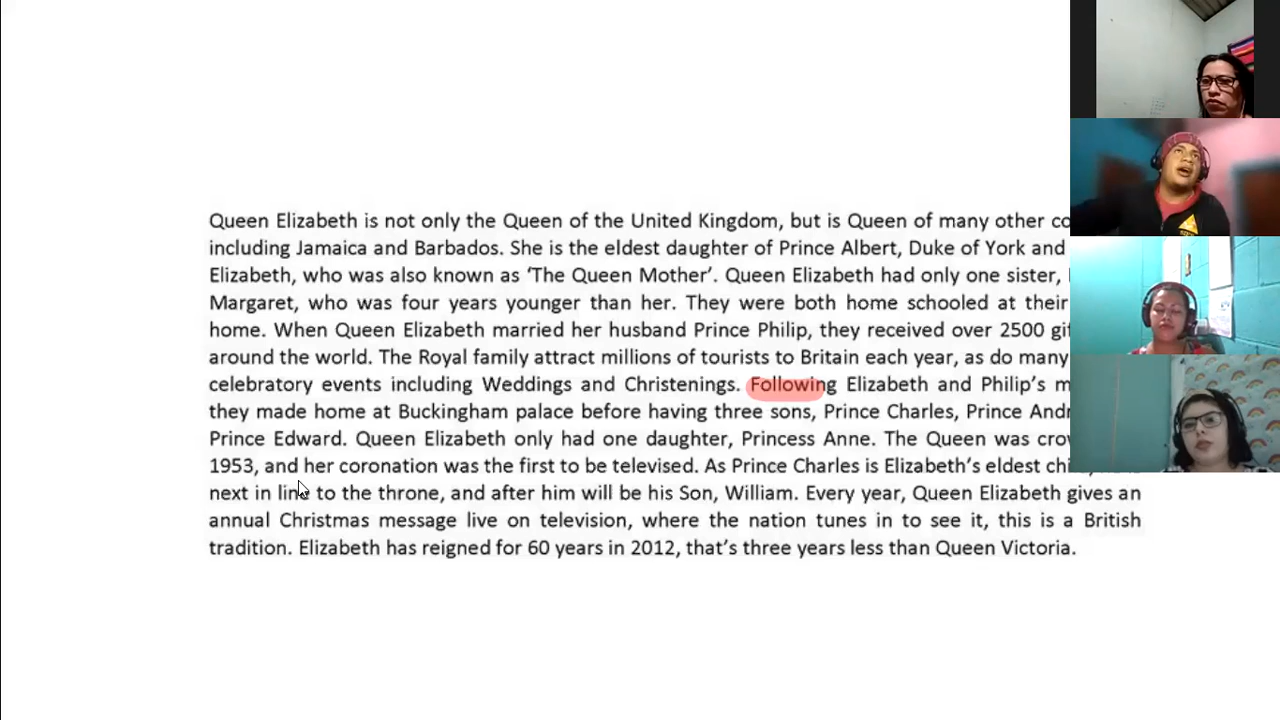 Queen Elizabeth is not only the Queen of the United Kingdom, but is Queen of many other
including Jamaica and Barbados. She is the eldest daughter of Prince Albert, Duke of York and
Elizabeth, who was also known as ‘The Queen Mother’. Queen Elizabeth had only one sister,
Margaret, who was four years younger than her. They were both home schooled at their
home. When Queen Elizabeth married her husband Prince Philip, they received over 2500
around the world. The Royal family attract millions of tourists to Britain each year, as do many
celebratory events including Weddings and Christenings. Following Elizabeth and Philip’s
they made home at Buckingham palace before having three sons, Prince Charles, Prince
Prince Edward. Queen Elizabeth only had one daughter, Princess Anne. The Queen was
1953, and her coronation was the first to be televised. As Prince Charles is Elizabeth’s eldest
next in line to the throne, and after him will be his Son, William. Every year, Queen Elizabeth gives an
annual Christmas message live on television, where the nation tunes in to see it, this is a British
tradition. Elizabeth has reigned for 60 years in 2012, that’s three years less than Queen Victoria.